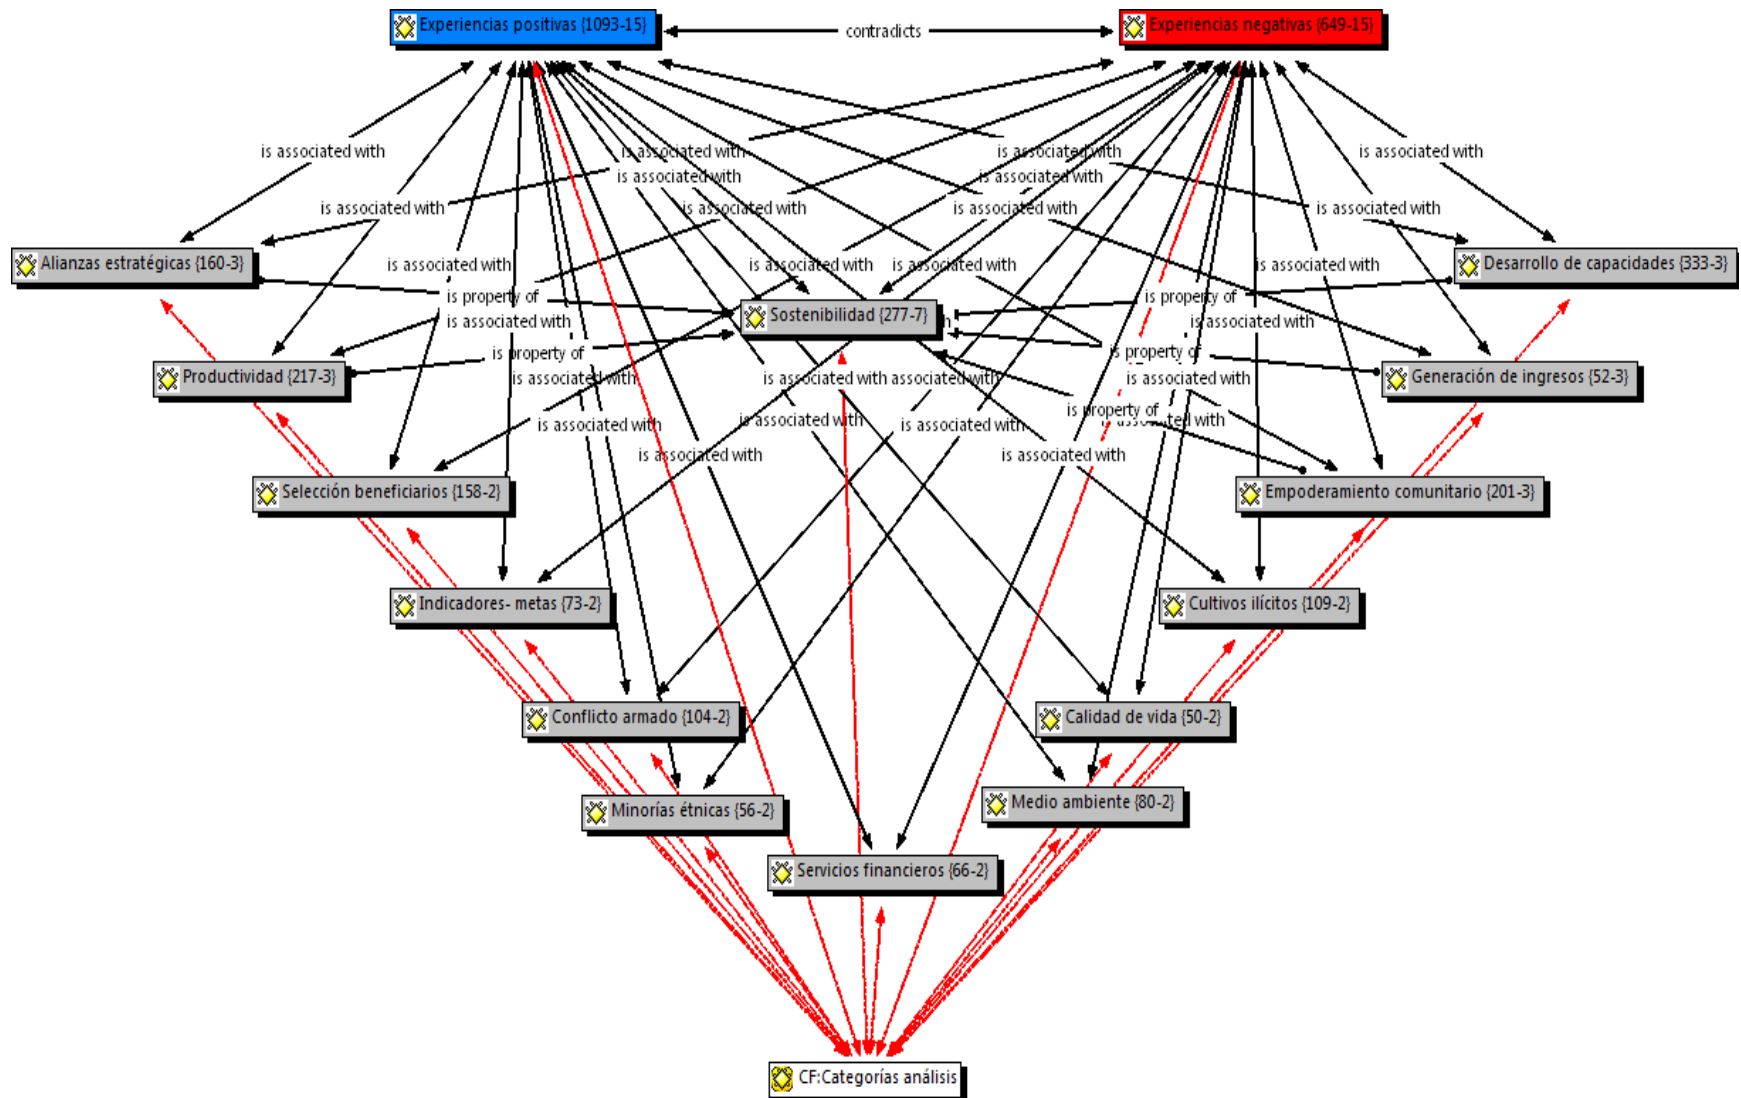 Experiencias positivas {1093-15}
contradicts
Experiencias negativas {649-15}
is associated with
is associated with
is associated with
is associated with
is associated with
is associated with
is associated with
is associated with
is associated with
is associated with
Alianzas estratégicas {160-3}
is associated with
is associated with
is associated with
is associated with
Desarrollo de capacidades {333-3}
is property of
is property of
Sostenibilidad {277-7}
is associated with
is associated with
is property of
is property of
Productividad {217-3}
is associated with
is associated with
associated with
is associated with
Generación de ingresos {52-3}
is property of
is associated with
is associated with
is associated with
is associated with
is associated with
is associated with
Selección beneficiarios {158-2}
Empoderamiento comunitario {201-3}
Indicadores- metas {73-2}
Cultivos ilícitos {109-2}
Conflicto armado {104-2}
Calidad de vida {50-2}
Minorías étnicas {56-2}
Medio ambiente {80-2}
Servicios financieros {66-2}
CF:Categorías análisis